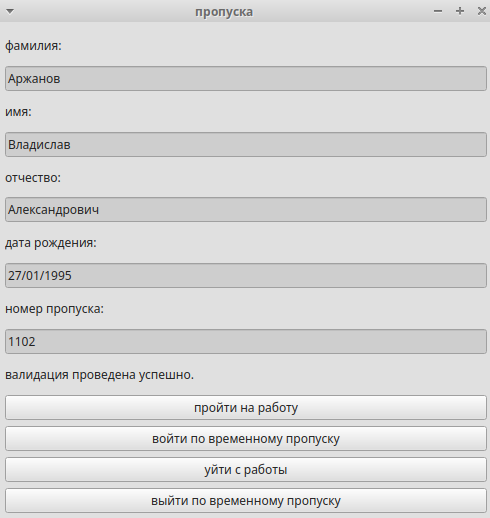 пропуска
фамилия:
Аржанов
имя:
Владислав
отчество:
Александрович
дата рождения:
27/01/1995
номер пропуска:
1102
валидация проведена успешно.
пройти на работу
войти по временному пропуску
уйти с работы
выйти по временному пропуску